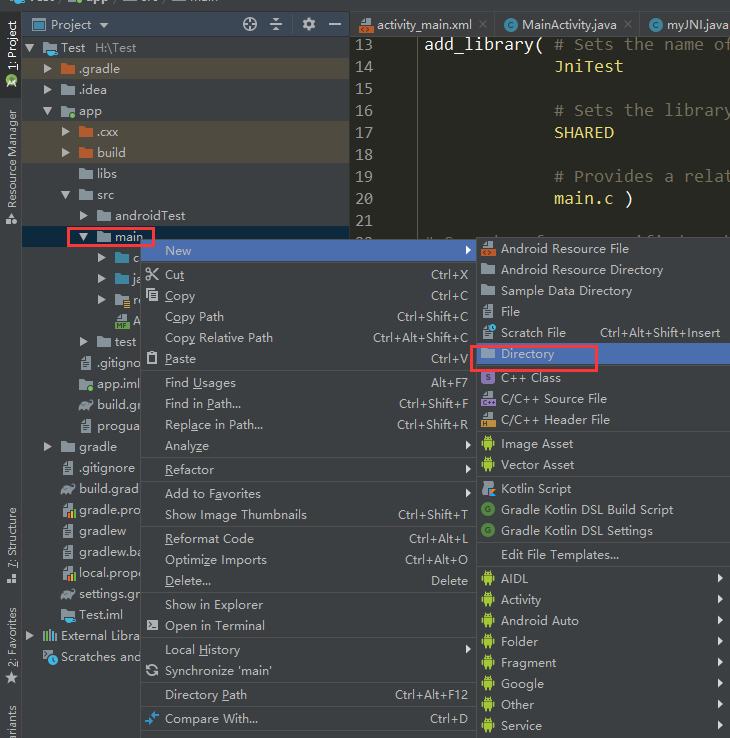 Test
app
src
main
Project
activity_main.xml
MainActivity.java
myJNI.java
1: Project
Resource Manager
7: Structure
2: Favorites
Test H:\Test
.gradle
.idea
app
.cxx
build
libs
src
androidTest
main
c
ja
re
A
test
.gitigno
app.iml
build.gr
progua
gradle
.gitignore
build.grad
gradle.pro
gradlew
gradlew.ba
local.prope
settings.gr
Test.iml
External Libra
Scratches and
13 add_library( # Sets the name of
14 JniTest
15
16 # Sets the library
17 SHARED
18
19 # Provides a relat
20 main.c )
21
New
Cut Ctrl+X
Copy Ctrl+C
Copy Path Ctrl+Shift+C
Copy Relative Path Ctrl+Alt+Shift+C
Paste Ctrl+V
Find Usages Alt+F7
Find in Path... Ctrl+Shift+F
Replace in Path... Ctrl+Shift+R
Analyze
Refactor
Add to Favorites
Show Image Thumbnails Ctrl+Shift+T
Reformat Code Ctrl+Alt+L
Optimize Imports Ctrl+Alt+O
Delete... Delete
Show in Explorer
Open in Terminal
Local History
Synchronize 'main'
Directory Path Ctrl+Alt+F12
Compare With... Ctrl+D
Android Resource File
Android Resource Directory
Sample Data Directory
File
Scratch File Ctrl+Alt+Shift+Insert
Directory
C++ Class
C/C++ Source File
C/C++ Header File
Image Asset
Vector Asset
Kotlin Script
Gradle Kotlin DSL Build Script
Gradle Kotlin DSL Settings
Edit File Templates...
AIDL
Activity
Android Auto
Folder
Fragment
Google
Other
Service